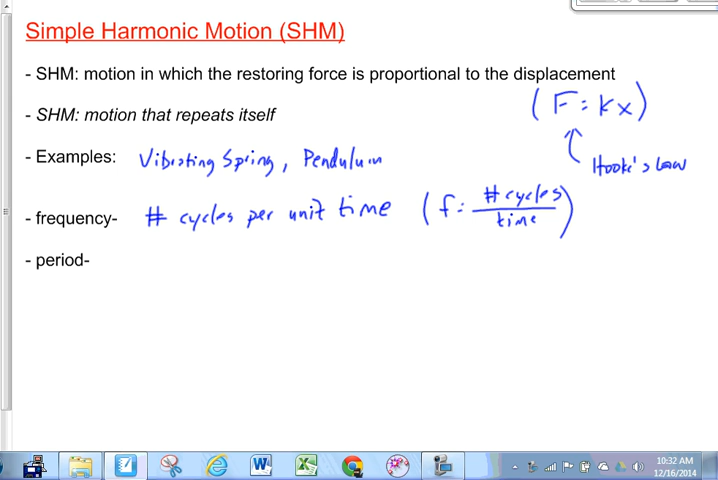 Simple Harmonic Motion (SHM)
- SHM: motion in which the restoring force is proportional to the displacement
(F = kx)
- SHM: motion that repeats itself
- Examples: Vibrating Spring, Pendulum
Hooke's Law
- frequency- # cycles per unit time (f = # cycles / time)
- period-
10:32 AM
12/16/2014